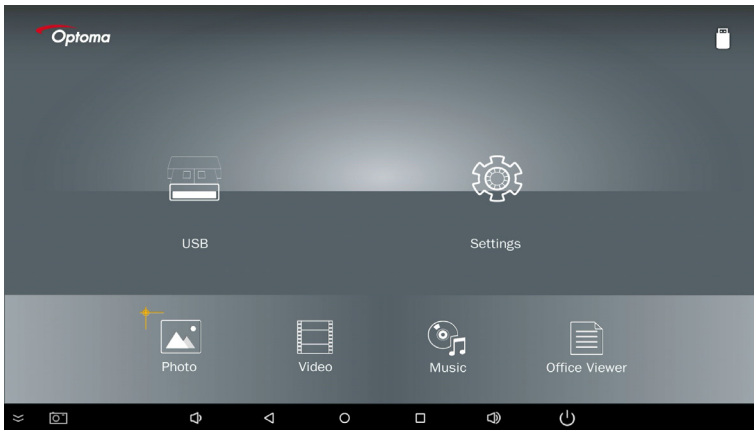 Optoma
USB
Settings
Photo
Video
Music
Office Viewer